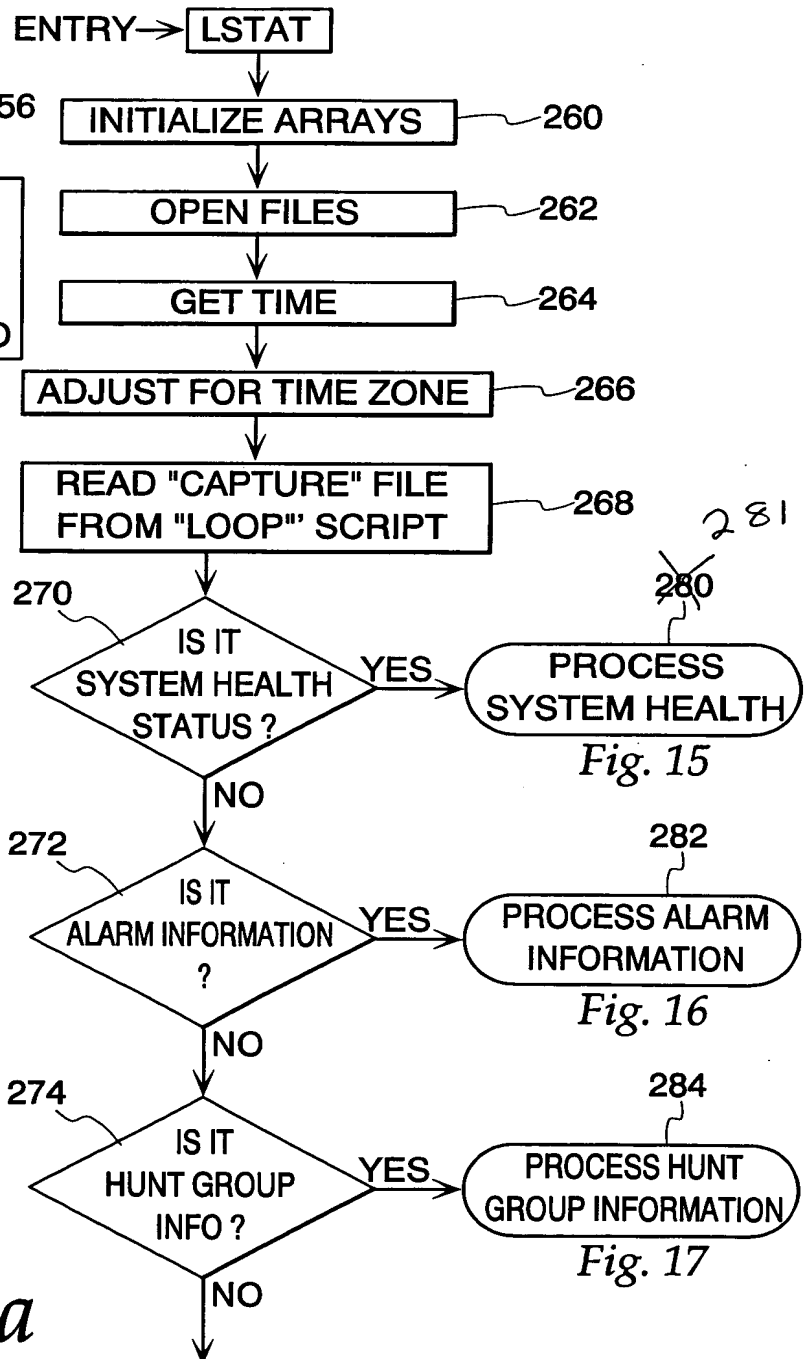 ENTRY LSTAT
56
INITIALIZE ARRAYS 260
OPEN FILES 262
GET TIME 264
D
ADJUST FOR TIME ZONE 266
READ "CAPTURE" FILE
FROM "LOOP"' SCRIPT
268
281
280
270
IS IT
SYSTEM HEALTH
STATUS ?
YES
PROCESS
SYSTEM HEALTH
Fig. 15
NO
272
282
IS IT
ALARM INFORMATION
?
YES
PROCESS ALARM
INFORMATION
Fig. 16
NO
274
284
IS IT
HUNT GROUP
INFO ?
YES
PROCESS HUNT
GROUP INFORMATION
Fig. 17
NO
a